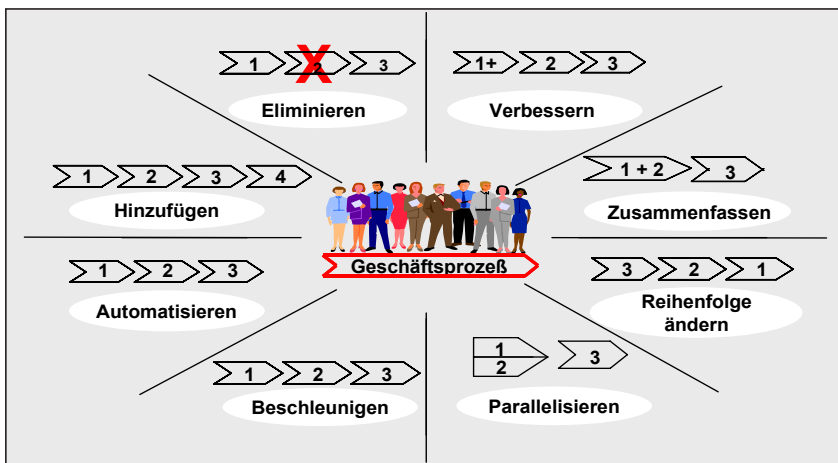 1 2 3
Eliminieren
1+ 2 3
Verbessern
1 2 3 4
Hinzufügen
1 + 2 3
Zusammenfassen
Geschäftsprozeß
1 2 3
Automatisieren
3 2 1
Reihenfolge
ändern
1 2 3
Beschleunigen
1
2
3
Parallelisieren